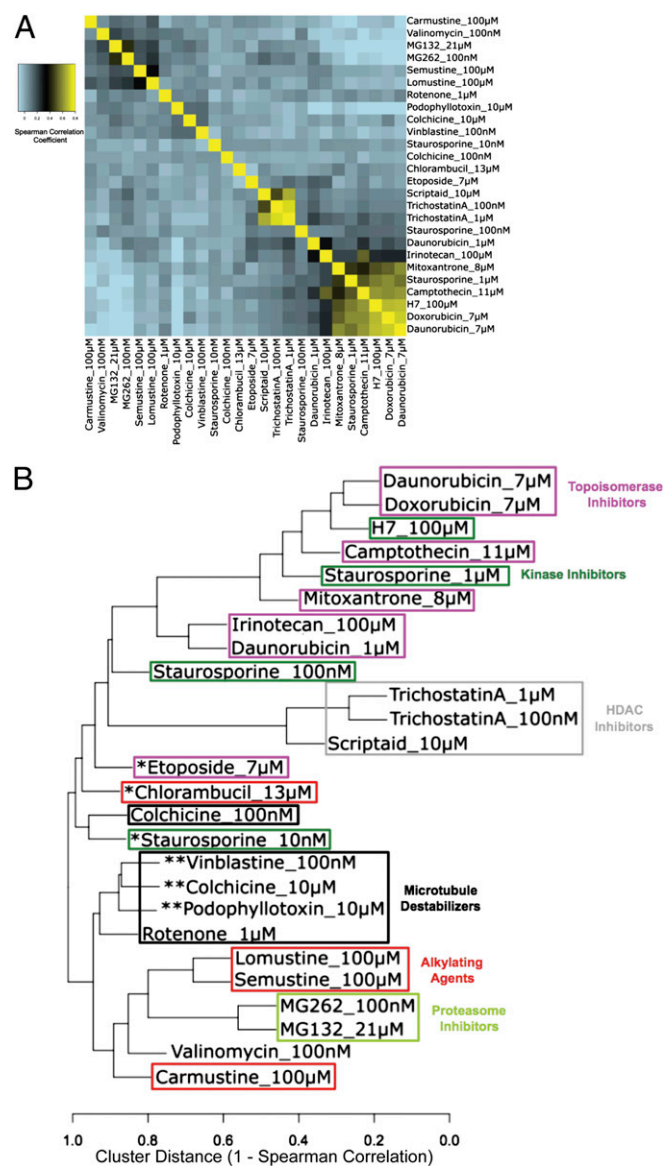 A
0 0.2 0.4 0.6 0.8
Spearman Correlation
Coefficient
Carmustine_100µM
Valinomycin_100nM
MG132_21µM
MG262_100nM
Semustine_100µM
Lomustine_100µM
Rotenone_1µM
Podophyllotoxin_10µM
Colchicine_10µM
Vinblastine_100nM
Staurosporine_10nM
Colchicine_100nM
Chlorambucil_13µM
Etoposide_7µM
Scriptaid_10µM
TrichostatinA_100nM
TrichostatinA_1µM
Staurosporine_100nM
Daunorubicin_1µM
Irinotecan_100µM
Mitoxantrone_8µM
Staurosporine_1µM
Camptothecin_11µM
H7_100µM
Doxorubicin_7µM
Daunorubicin_7µM
Carmustine_100µM
Valinomycin_100nM
MG132_21µM
MG262_100nM
Semustine_100µM
Lomustine_100µM
Rotenone_1µM
Podophyllotoxin_10µM
Colchicine_10µM
Vinblastine_100nM
Staurosporine_10nM
Colchicine_100nM
Chlorambucil_13µM
Etoposide_7µM
Scriptaid_10µM
TrichostatinA_100nM
TrichostatinA_1µM
Staurosporine_100nM
Daunorubicin_1µM
Irinotecan_100µM
Mitoxantrone_8µM
Staurosporine_1µM
Camptothecin_11µM
H7_100µM
Doxorubicin_7µM
Daunorubicin_7µM
B
Daunorubicin_7µM
Doxorubicin_7µM
Topoisomerase
Inhibitors
H7_100µM
Camptothecin_11µM
Staurosporine_1µM
Kinase Inhibitors
Mitoxantrone_8µM
Irinotecan_100µM
Daunorubicin_1µM
Staurosporine_100nM
TrichostatinA_1µM
TrichostatinA_100nM
Scriptaid_10µM
HDAC
Inhibitors
*Etoposide_7µM
*Chlorambucil_13µM
Colchicine_100nM
*Staurosporine_10nM
**Vinblastine_100nM
**Colchicine_10µM
**Podophyllotoxin_10µM
Rotenone_1µM
Microtubule
Destabilizers
Lomustine_100µM
Semustine_100µM
Alkylating
Agents
MG262_100nM
MG132_21µM
Proteasome
Inhibitors
Valinomycin_100nM
Carmustine_100µM
1.0 0.8 0.6 0.4 0.2 0.0
Cluster Distance (1 - Spearman Correlation)